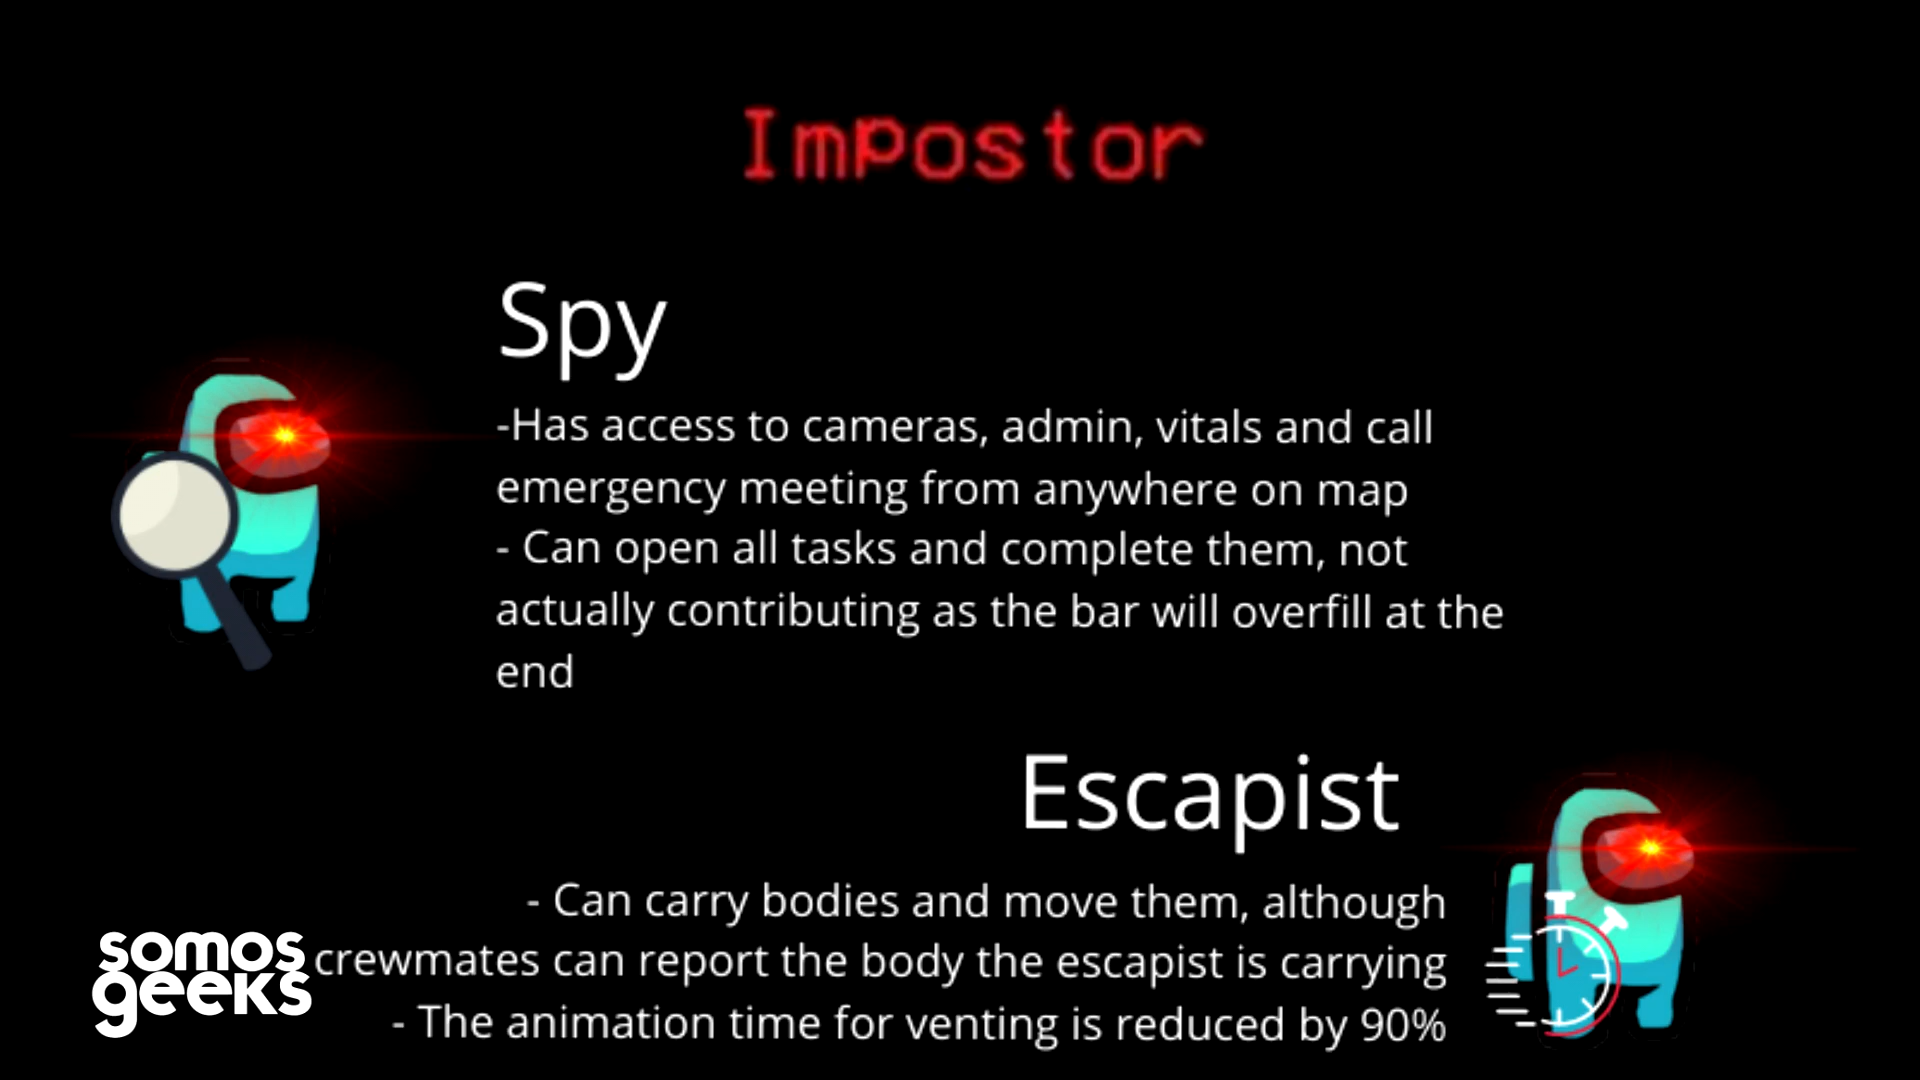 Impostor
Spy
-Has access to cameras, admin, vitals and call
emergency meeting from anywhere on map
- Can open all tasks and complete them, not
actually contributing as the bar will overfill at the
end
Escapist
- Can carry bodies and move them, although
crewmates can report the body the escapist is carrying
- The animation time for venting is reduced by 90%
somos
geeks